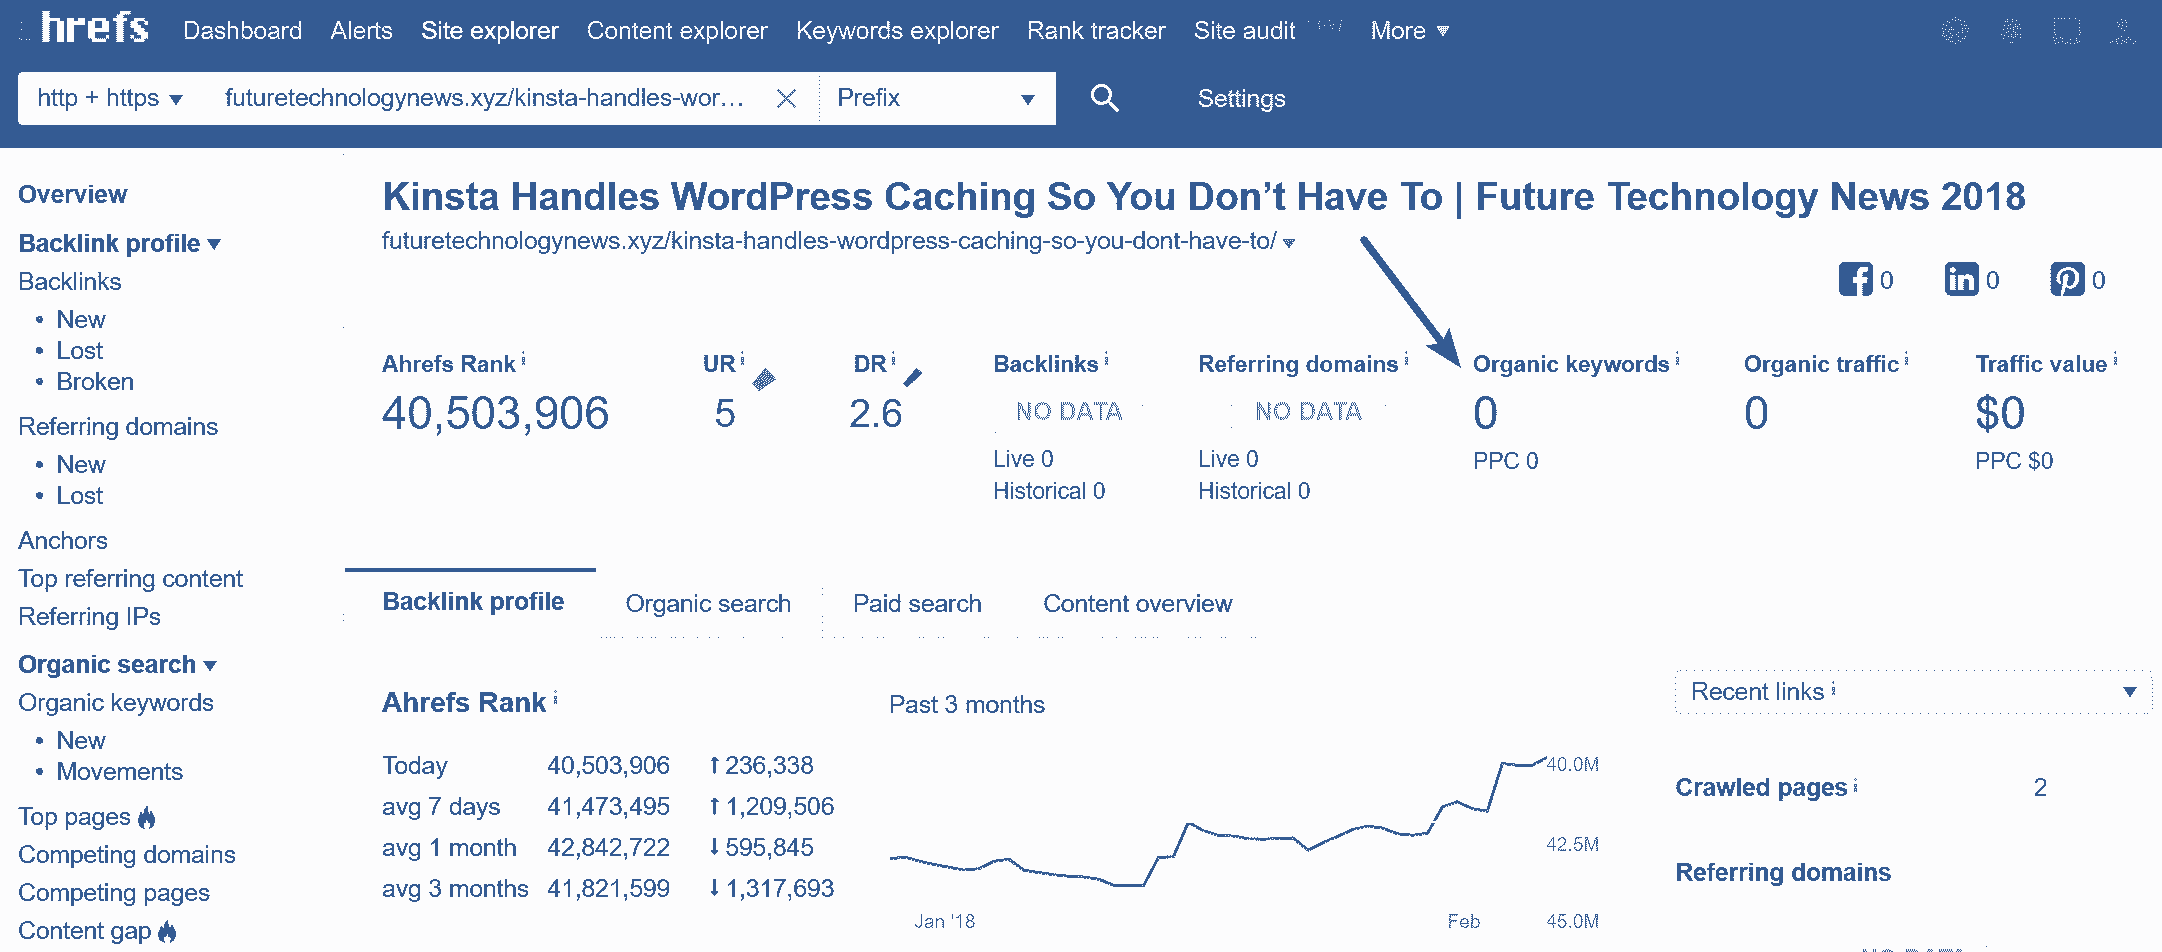 hrefs Dashboard Alerts Site explorer Content explorer Keywords explorer Rank tracker Site audit More
http + https futuretechnologynews.xyz/kinsta-handles-wor… Prefix Settings
Overview
Backlink profile
Backlinks
• New
• Lost
• Broken
Referring domains
• New
• Lost
Anchors
Top referring content
Referring IPs
Organic search
Organic keywords
• New
• Movements
Top pages
Competing domains
Competing pages
Content gap
Kinsta Handles WordPress Caching So You Don’t Have To | Future Technology News 2018
futuretechnologynews.xyz/kinsta-handles-wordpress-caching-so-you-dont-have-to/
0 0 0
Ahrefs Rank UR DR Backlinks Referring domains Organic keywords Organic traffic Traffic value
40,503,906 5 2.6 NO DATA NO DATA 0 0 $0
Live 0 Live 0 PPC 0 PPC $0
Historical 0 Historical 0
Backlink profile Organic search Paid search Content overview
Ahrefs Rank Past 3 months
Today 40,503,906 ↑ 236,338
avg 7 days 41,473,495 ↑ 1,209,506
avg 1 month 42,842,722 ↓ 595,845
avg 3 months 41,821,599 ↓ 1,317,693
40.0M
42.5M
45.0M
Jan '18 Feb
Recent links
Crawled pages 2
Referring domains